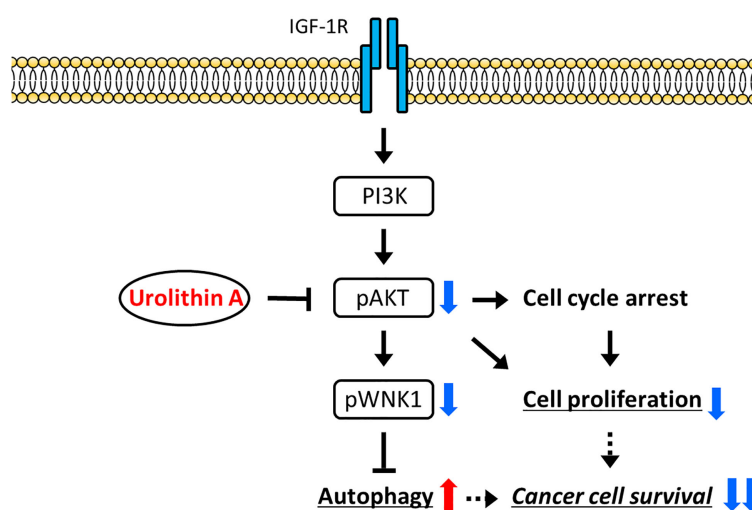 IGF-1R
PI3K
Urolithin A
pAKT
Cell cycle arrest
pWNK1
Cell proliferation
Autophagy
Cancer cell survival